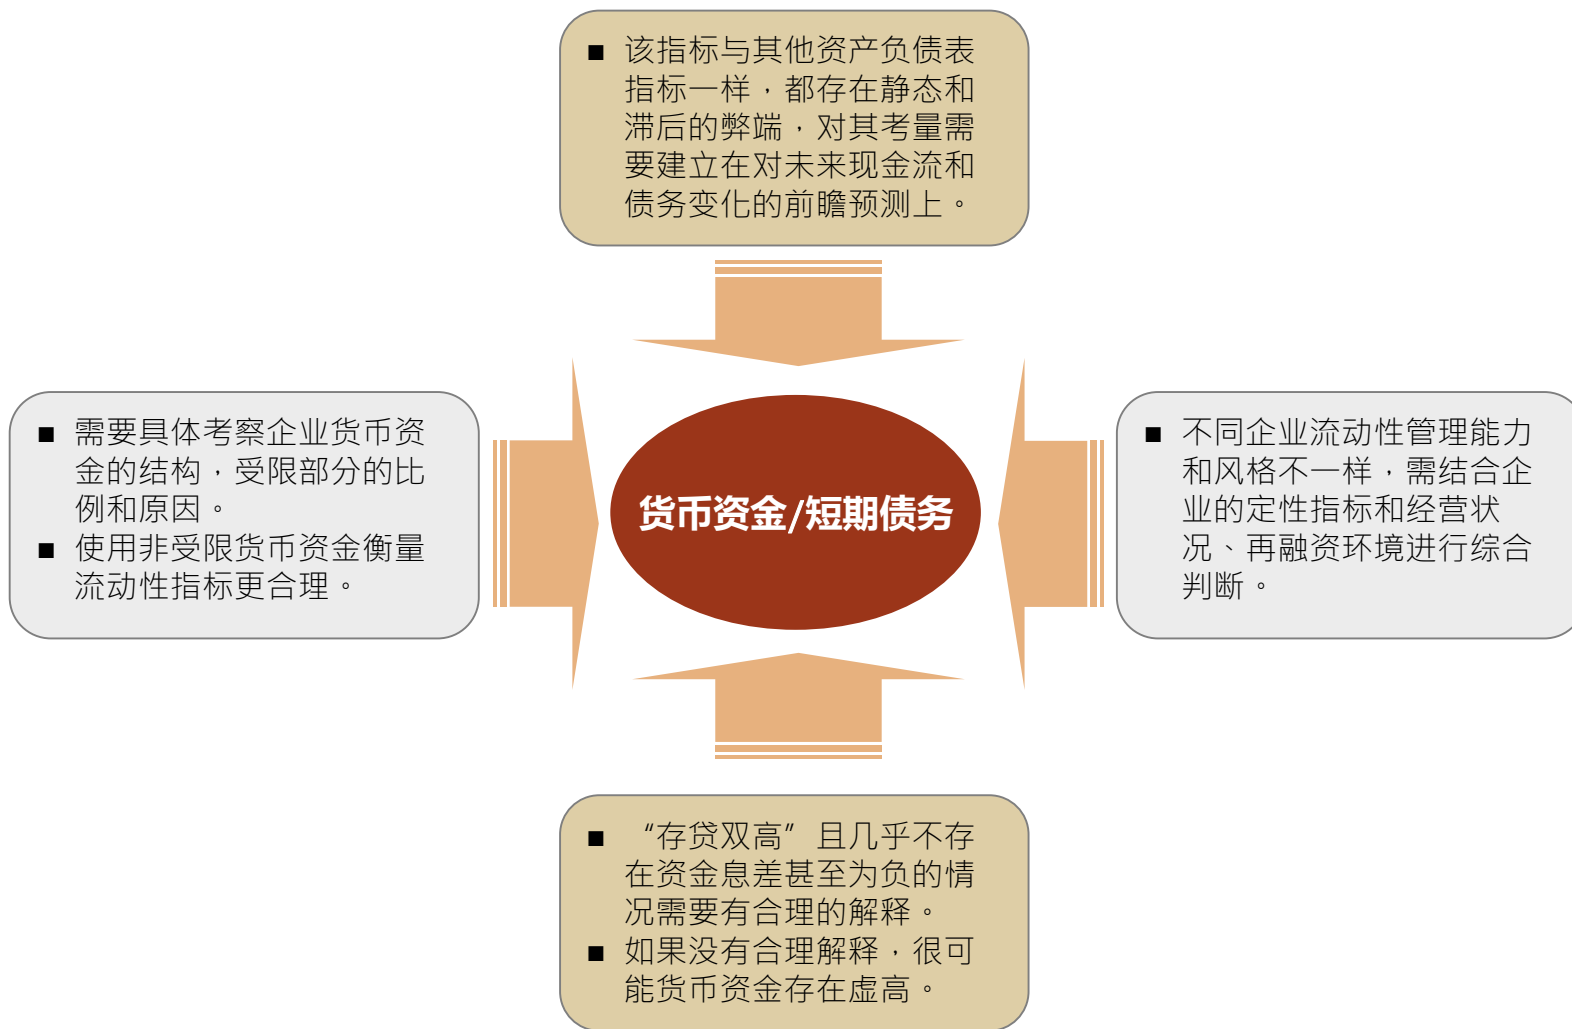 ■ 该指标与其他资产负债表
指标一样，都存在静态和
滞后的弊端，对其考量需
要建立在对未来现金流和
债务变化的前瞻预测上。
■ 需要具体考察企业货币资
金的结构，受限部分的比
例和原因。
■ 使用非受限货币资金衡量
流动性指标更合理。
货币资金/短期债务
■ 不同企业流动性管理能力
和风格不一样，需结合企
业的定性指标和经营状
况、再融资环境进行综合
判断。
■ “存贷双高”且几乎不存
在资金息差甚至为负的情
况需要有合理的解释。
■ 如果没有合理解释，很可
能货币资金存在虚高。